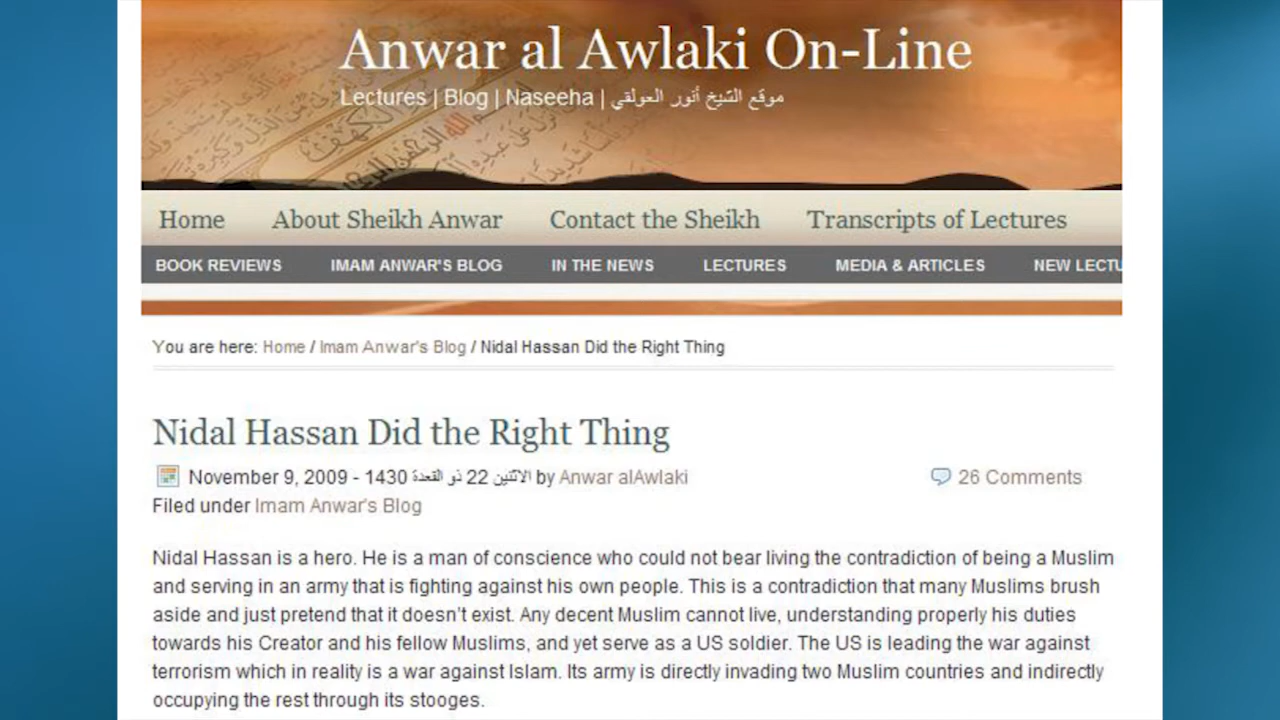 Anwar al Awlaki On-Line
Lectures | Blog | Naseeha | موقع الشيخ أنور العولقي
Home About Sheikh Anwar Contact the Sheikh Transcripts of Lectures
BOOK REVIEWS IMAM ANWAR'S BLOG IN THE NEWS LECTURES MEDIA & ARTICLES NEW LECTU
You are here: Home / Imam Anwar's Blog / Nidal Hassan Did the Right Thing
Nidal Hassan Did the Right Thing
November 9, 2009 - 1430 الاثنين 22 ذو القعدة by Anwar alAwlaki 26 Comments
Filed under Imam Anwar's Blog
Nidal Hassan is a hero. He is a man of conscience who could not bear living the contradiction of being a Muslim
and serving in an army that is fighting against his own people. This is a contradiction that many Muslims brush
aside and just pretend that it doesn't exist. Any decent Muslim cannot live, understanding properly his duties
towards his Creator and his fellow Muslims, and yet serve as a US soldier. The US is leading the war against
terrorism which in reality is a war against Islam. Its army is directly invading two Muslim countries and indirectly
occupying the rest through its stooges.